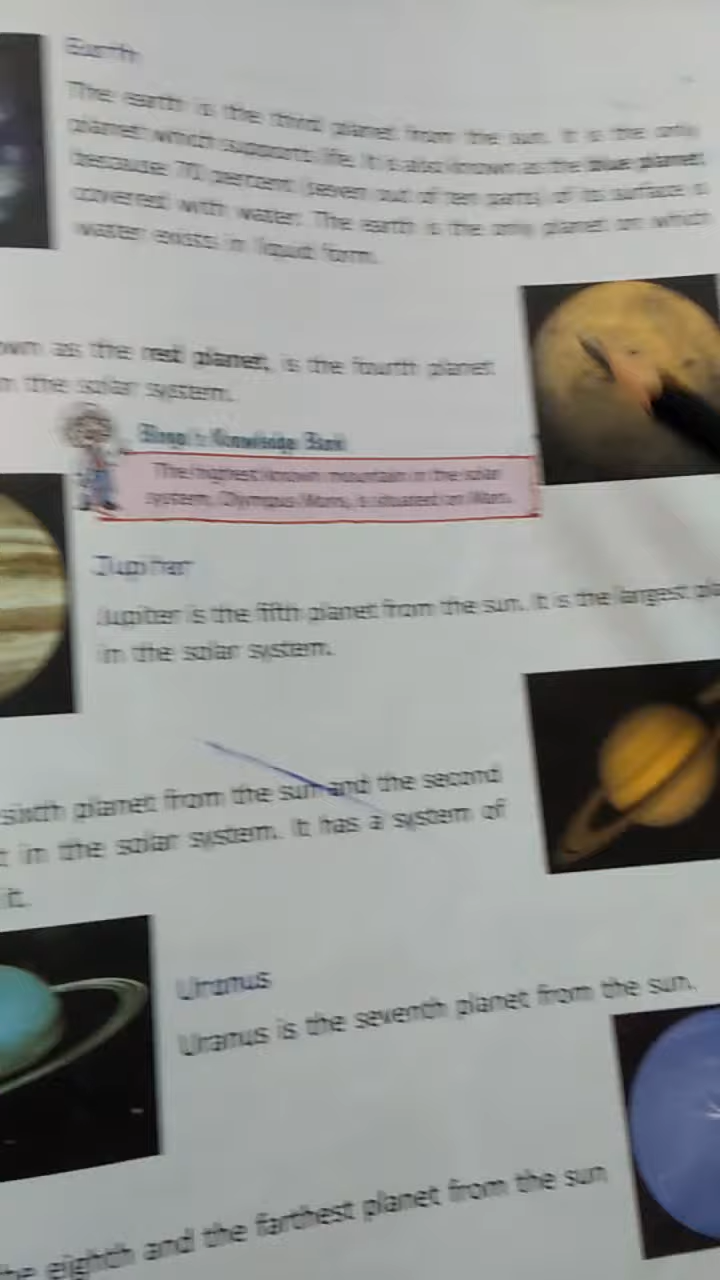 Earth
The earth is the third planet from the sun. It is the only
planet which supports life. It is also known as the blue planet
because 70 percent (seven out of ten parts) of its surface is
covered with water. The earth is the only planet on which
water exists in liquid form.
own as the red planet, is the fourth planet
n the solar system.
Knowledge Bank
The highest known mountain in the solar
system, Olympus Mons, is situated on Mars.
Jupiter
Jupiter is the fifth planet from the sun. It is the largest pla
in the solar system.
sixth planet from the sun and the second
t in the solar system. It has a system of
it.
Uranus
Uranus is the seventh planet from the sun.
he eighth and the farthest planet from the sun